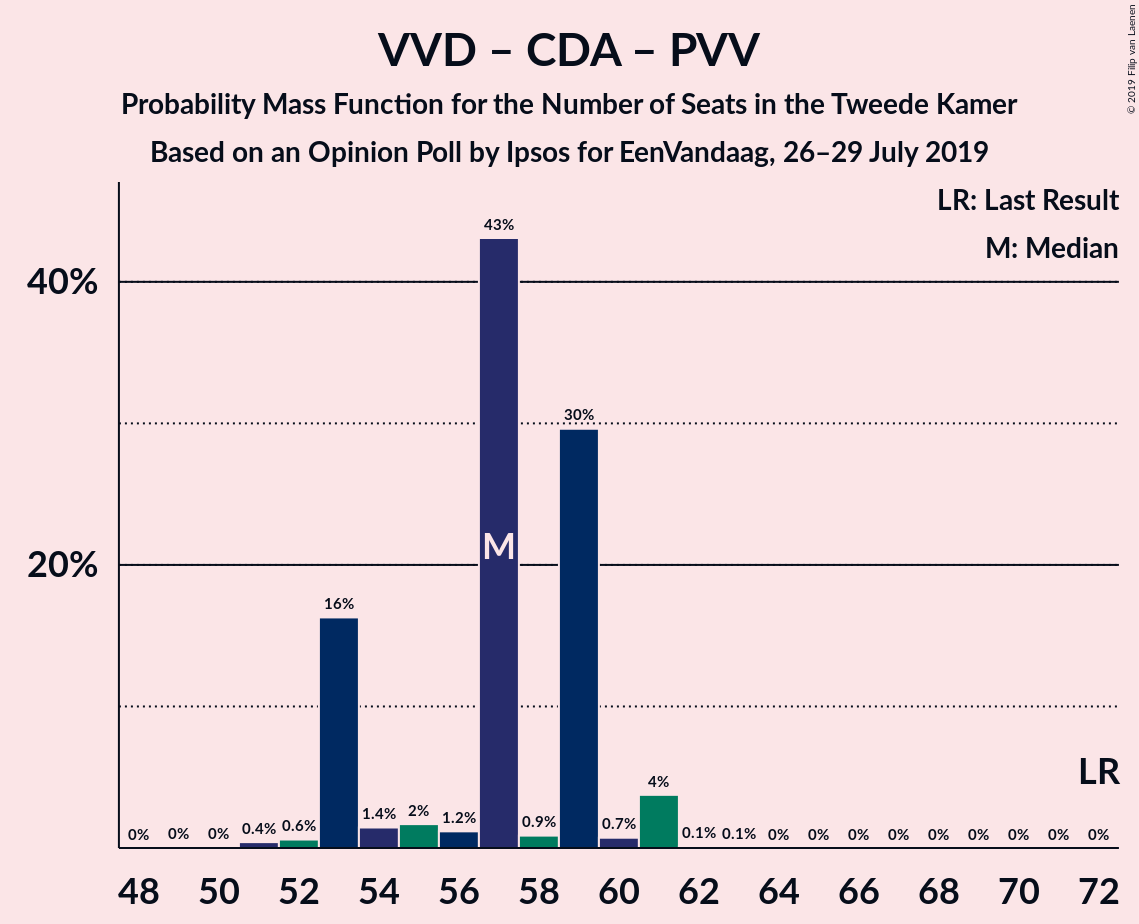 VVD – CDA – PVV
Probability Mass Function for the Number of Seats in the Tweede Kamer
Based on an Opinion Poll by Ipsos for EenVandaag, 26–29 July 2019
© 2019 Filip van Laenen
LR: Last Result
M: Median
40%
20%
0% 0% 0% 0.4% 0.6% 16% 1.4% 2% 1.2% 43% 0.9% 30% 0.7% 4% 0.1% 0.1% 0% 0% 0% 0% 0% 0% 0% 0% 0%
M
LR
48 50 52 54 56 58 60 62 64 66 68 70 72